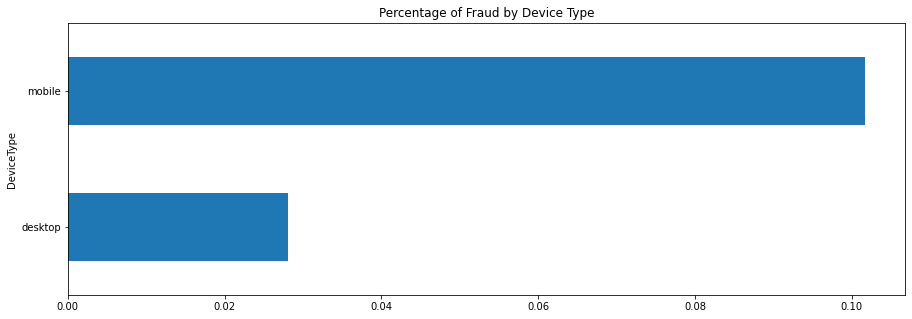 Percentage of Fraud by Device Type
DeviceType
mobile
desktop
0.00 0.02 0.04 0.06 0.08 0.10